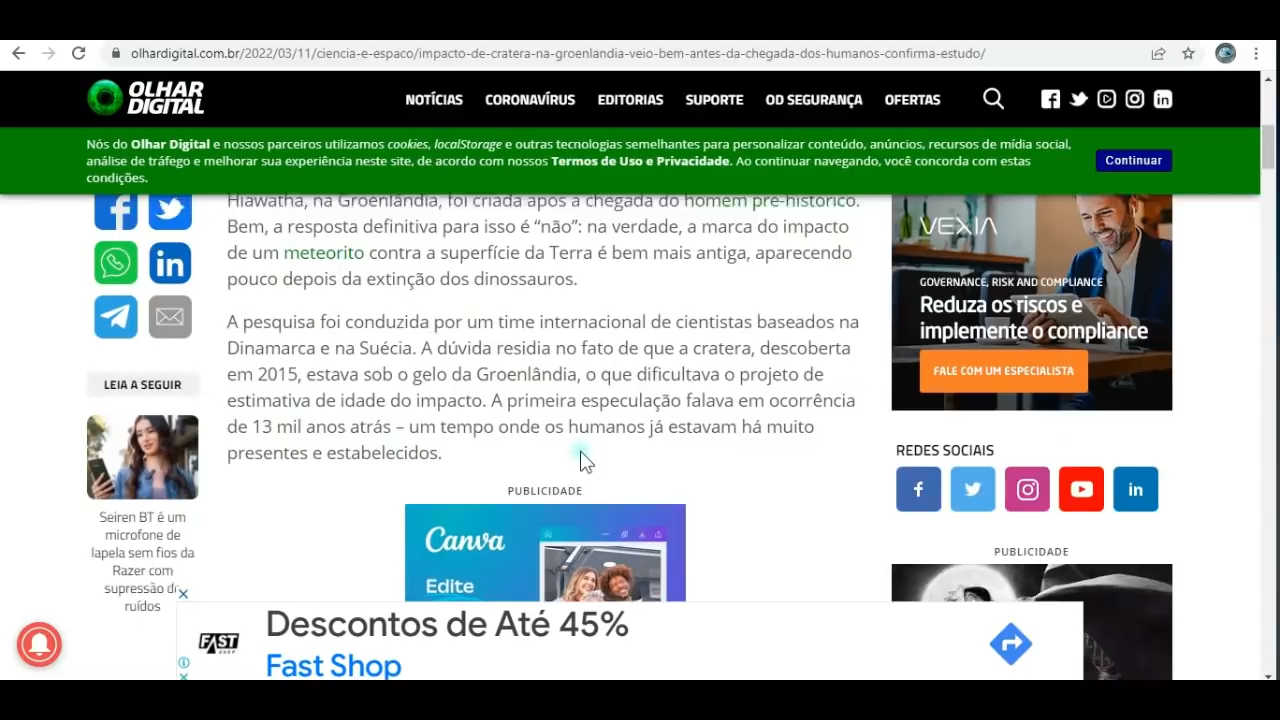 olhardigital.com.br/2022/03/11/ciencia-e-espaco/impacto-de-cratera-na-groenlandia-veio-bem-antes-da-chegada-dos-humanos-confirma-estudo/
OLHAR
DIGITAL
NOTÍCIAS
CORONAVÍRUS
EDITORIAS
SUPORTE
OD SEGURANÇA
OFERTAS
Nós do Olhar Digital e nossos parceiros utilizamos cookies, localStorage e outras tecnologias semelhantes para personalizar conteúdo, anúncios, recursos de mídia social,
análise de tráfego e melhorar sua experiência neste site, de acordo com nossos Termos de Uso e Privacidade. Ao continuar navegando, você concorda com estas
condições.
Continuar
Hiawatha, na Groenlândia, foi criada após a chegada do homem pré-histórico.
Bem, a resposta definitiva para isso é “não”: na verdade, a marca do impacto
de um meteorito contra a superfície da Terra é bem mais antiga, aparecendo
pouco depois da extinção dos dinossauros.
A pesquisa foi conduzida por um time internacional de cientistas baseados na
Dinamarca e na Suécia. A dúvida residia no fato de que a cratera, descoberta
em 2015, estava sob o gelo da Groenlândia, o que dificultava o projeto de
estimativa de idade do impacto. A primeira especulação falava em ocorrência
de 13 mil anos atrás – um tempo onde os humanos já estavam há muito
presentes e estabelecidos.
LEIA A SEGUIR
Seiren BT é um
microfone de
lapela sem fios da
Razer com
supressão de
ruídos
PUBLICIDADE
Canva
Edite
VEXIA
GOVERNANCE, RISK AND COMPLIANCE
Reduza os riscos e
implemente o compliance
FALE COM UM ESPECIALISTA
REDES SOCIAIS
PUBLICIDADE
FAST
SHOP
Descontos de Até 45%
Fast Shop